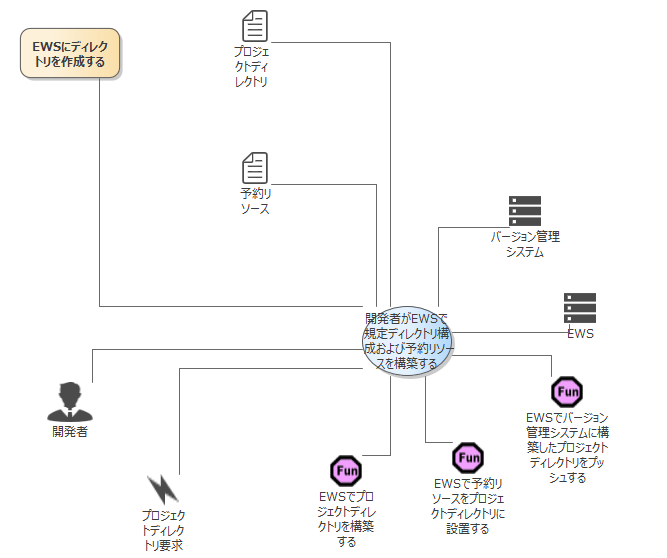 EWSにディレク
トリを作成する
プロジェ
クトディ
レクトリ
予約リ
ソース
バージョン管理
システム
EWS
開発者がEWSで
規定ディレクトリ構
成および予約リソー
スを構築する
開発者
プロジェク
トディレク
トリ要求
Fun
EWSでプロ
ジェクトディレ
クトリを構築
する
Fun
EWSで予約リ
ソースをプロジェ
クトディレクトリに
設置する
Fun
EWSでバージョン
管理システムに構
築したプロジェクト
ディレクトリをプッ
シュする